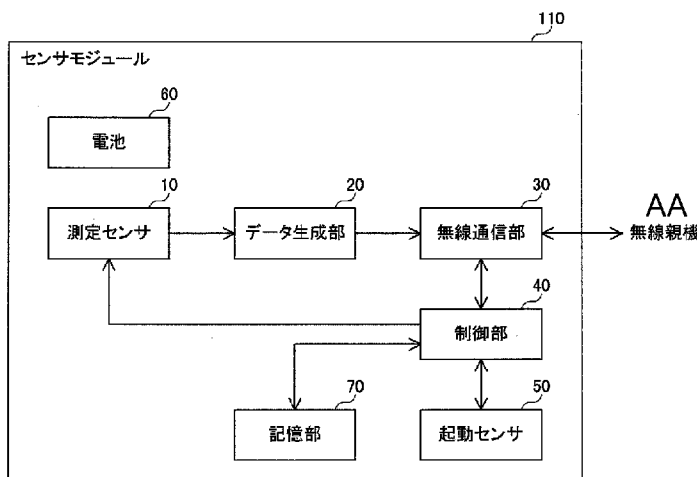 110
センサモジュール
60
電池
10
測定センサ
20
データ生成部
30
無線通信部
AA
無線親機
40
制御部
70
記憶部
50
起動センサ